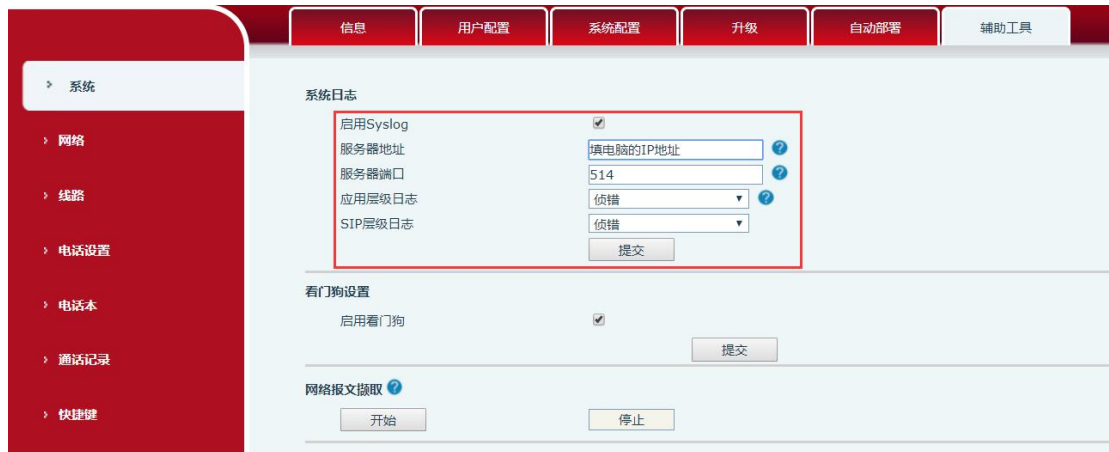 信息 用户配置 系统配置 升级 自动部署 辅助工具
› 系统
› 网络
› 线路
› 电话设置
› 电话本
› 通话记录
› 快捷键
系统日志
启用Syslog
服务器地址 填电脑的IP地址 ?
服务器端口 514 ?
应用层级日志 侦错 ?
SIP层级日志 侦错
提交
看门狗设置
启用看门狗
提交
网络报文撷取 ?
开始 停止